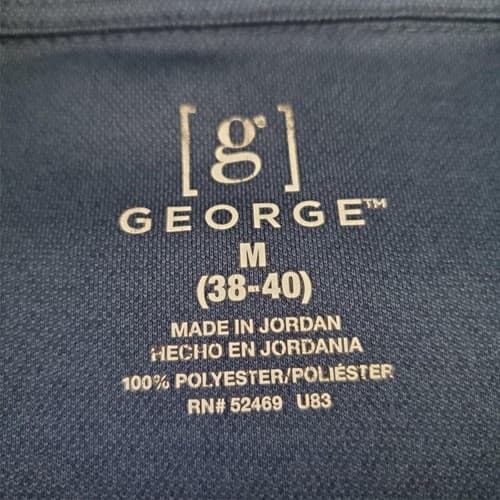 [g]
GEORGE™
M
(38-40)
MADE IN JORDAN
HECHO EN JORDANIA
100% POLYESTER/POLIÉSTER
RN# 52469 U83